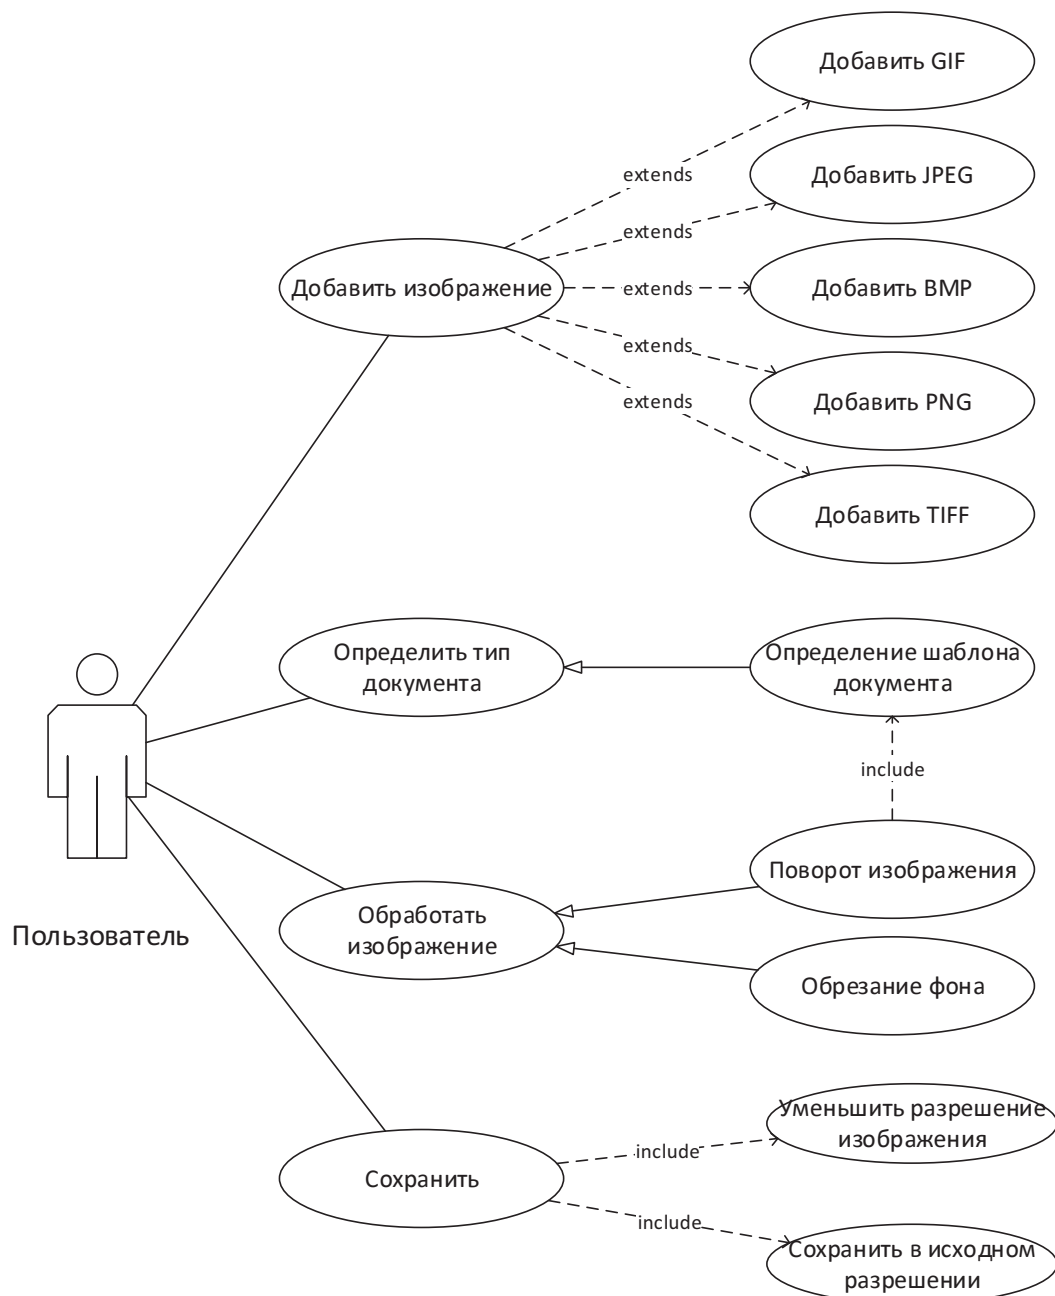 Добавить GIF
extends
Добавить JPEG
extends
Добавить изображение
extends
Добавить BMP
extends
Добавить PNG
extends
Добавить TIFF
Определить тип
документа
Определение шаблона
документа
include
Поворот изображения
Обработать
изображение
Пользователь
Обрезание фона
Уменьшить разрешение
изображения
include
Сохранить
include
Сохранить в исходном
разрешении